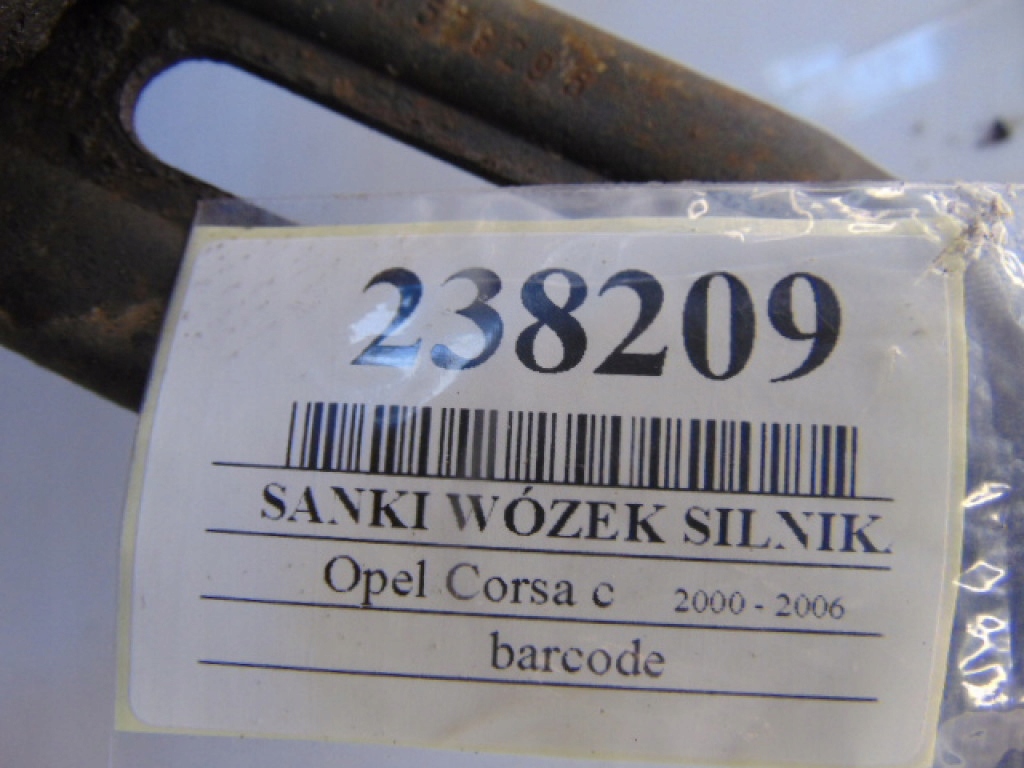 238209
SANKI WÓZEK SILNIK
Opel Corsa c 2000 - 2006
barcode